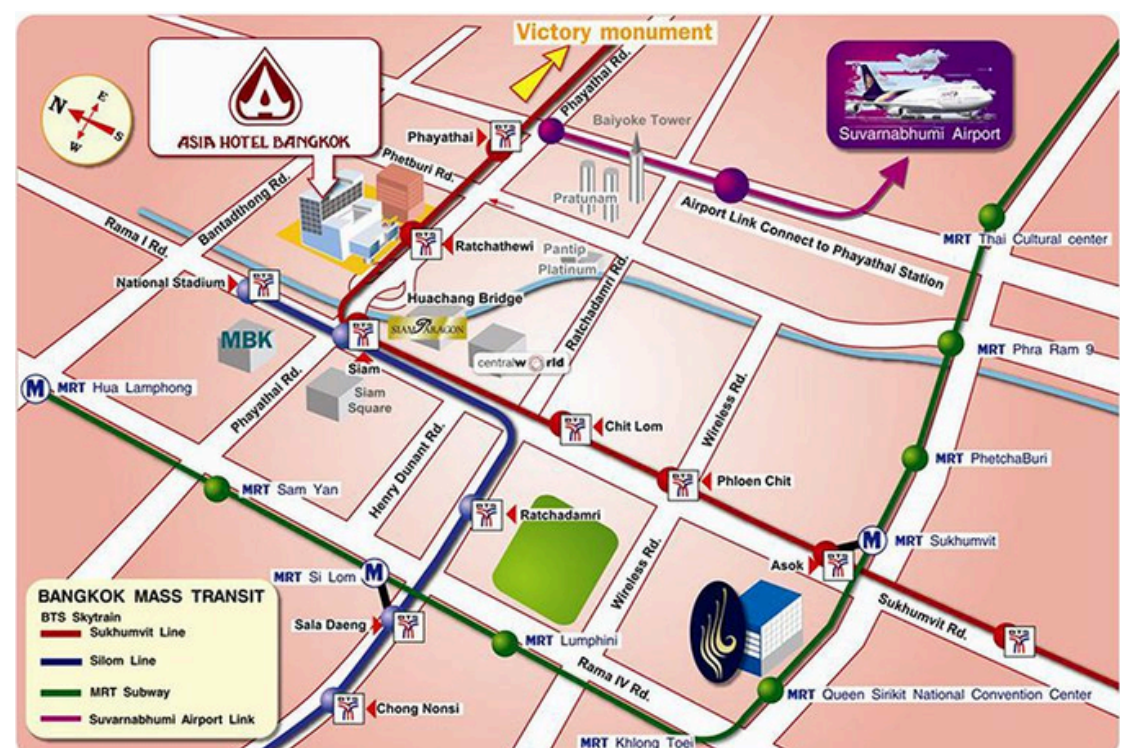 Victory monument
N
E
S
W
ASIA HOTEL BANGKOK
Phayathai
Phayathai Rd.
Baiyoke Tower
Suvarnabhumi Airport
Phetburi Rd.
Pratunam
Bantadthong Rd.
Rama I Rd.
Airport Link Connect to Phayathai Station
MRT Thai Cultural center
BTS
Ratchathewi
Pantip
Platinum
National Stadium
Huachang Bridge
Ratchadamri Rd.
SIAM PARAGON
MBK
centralworld
MRT Phra Ram 9
Siam
Siam
Square
M MRT Hua Lamphong
Phayathai Rd.
Wireless Rd.
Chit Lom
Henry Dunant Rd.
MRT PhetchaBuri
Phloen Chit
MRT Sam Yan
Ratchadamri
M MRT Sukhumvit
Asok
Wireless Rd.
MRT Si Lom M
Sukhumvit Rd.
Sala Daeng
MRT Lumphini
Rama IV Rd.
MRT Queen Sirikit National Convention Center
Chong Nonsi
MRT Khlong Toei
BANGKOK MASS TRANSIT
BTS Skytrain
Sukhumvit Line
Silom Line
MRT Subway
Suvarnabhumi Airport Link